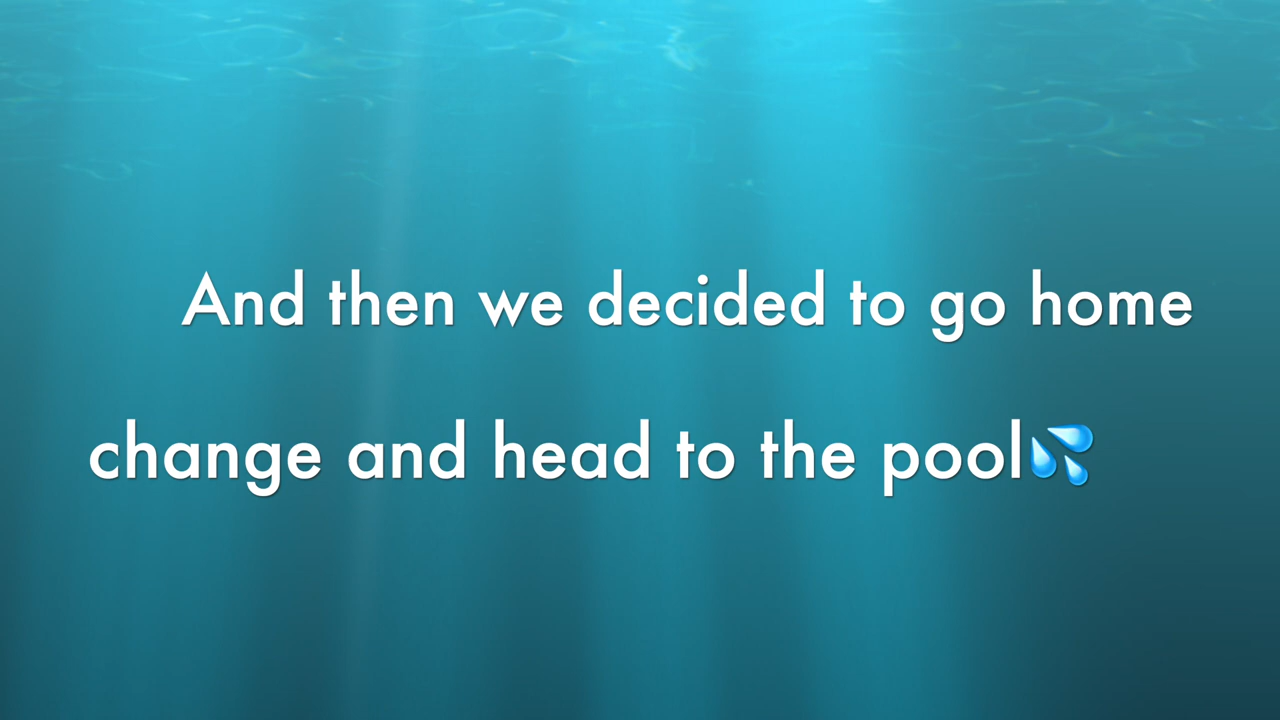 And then we decided to go home
change and head to the pool💦